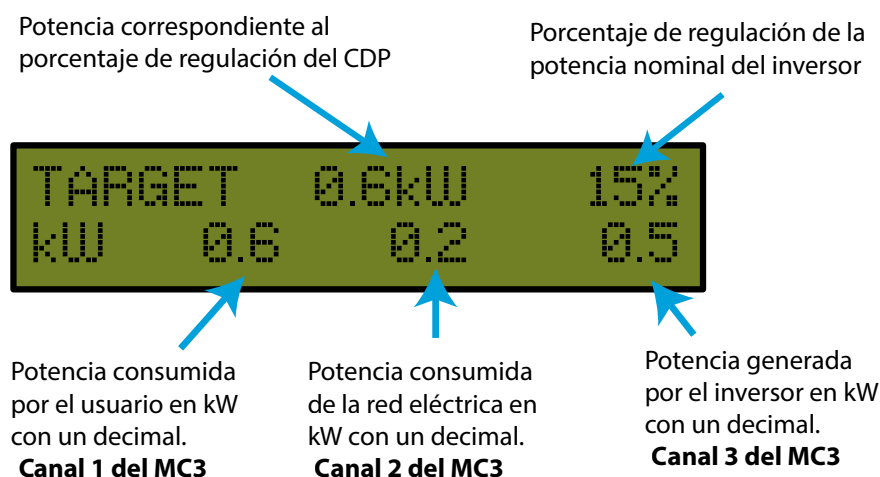 Potencia correspondiente al
porcentaje de regulación del CDP
Porcentaje de regulación de la
potencia nominal del inversor
TARGET 0.6kW 15%
kW 0.6 0.2 0.5
Potencia consumida
por el usuario en kW
con un decimal.
Canal 1 del MC3
Potencia consumida
de la red eléctrica en
kW con un decimal.
Canal 2 del MC3
Potencia generada
por el inversor en kW
con un decimal.
Canal 3 del MC3